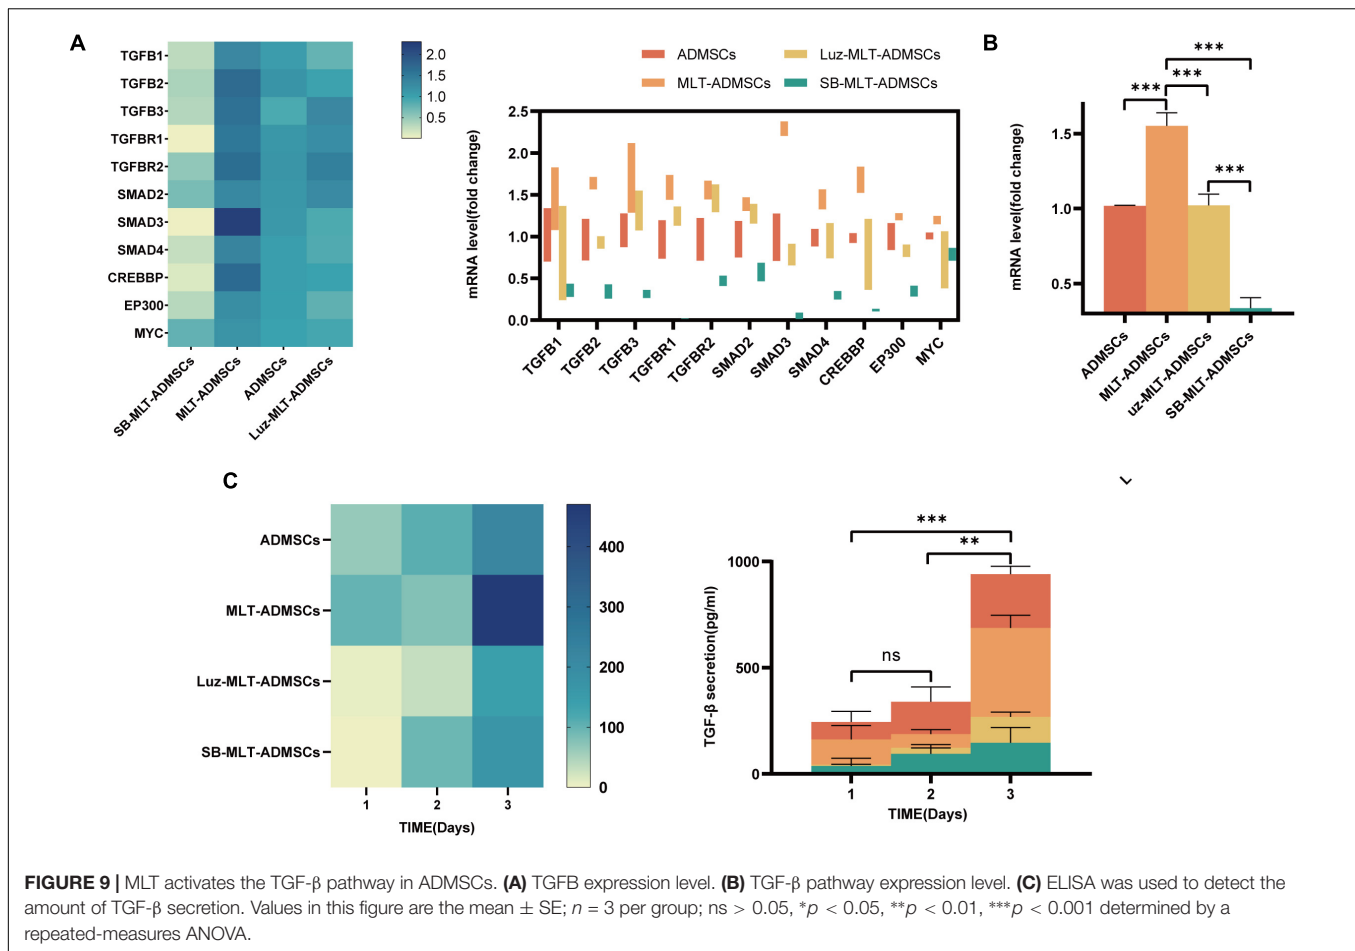 A
TGFB1
TGFB2
TGFB3
TGFBR1
TGFBR2
SMAD2
SMAD3
SMAD4
CREBBP
EP300
MYC
SB-MLT-ADMSCs
MLT-ADMSCs
ADMSCs
Luz-MLT-ADMSCs
2.0
1.5
1.0
0.5
ADMSCs
Luz-MLT-ADMSCs
MLT-ADMSCs
SB-MLT-ADMSCs
mRNA level(fold change)
2.5
2.0
1.5
1.0
0.5
0.0
TGFB1
TGFB2
TGFB3
TGFBR1
TGFBR2
SMAD2
SMAD3
SMAD4
CREBBP
EP300
MYC
B
***
***
***
***
mRNA level(fold change)
1.5
1.0
0.5
ADMSCs
MLT-ADMSCs
uz-MLT-ADMSCs
SB-MLT-ADMSCs
C
ADMSCs
MLT-ADMSCs
Luz-MLT-ADMSCs
SB-MLT-ADMSCs
1 2 3
TIME(Days)
400
300
200
100
0
***
**
ns
TGF-β secretion(pg/ml)
1000
500
0
1 2 3
TIME(Days)
FIGURE 9 | MLT activates the TGF-β pathway in ADMSCs. (A) TGFB expression level. (B) TGF-β pathway expression level. (C) ELISA was used to detect the
amount of TGF-β secretion. Values in this figure are the mean ± SE; n = 3 per group; ns > 0.05, *p < 0.05, **p < 0.01, ***p < 0.001 determined by a
repeated-measures ANOVA.